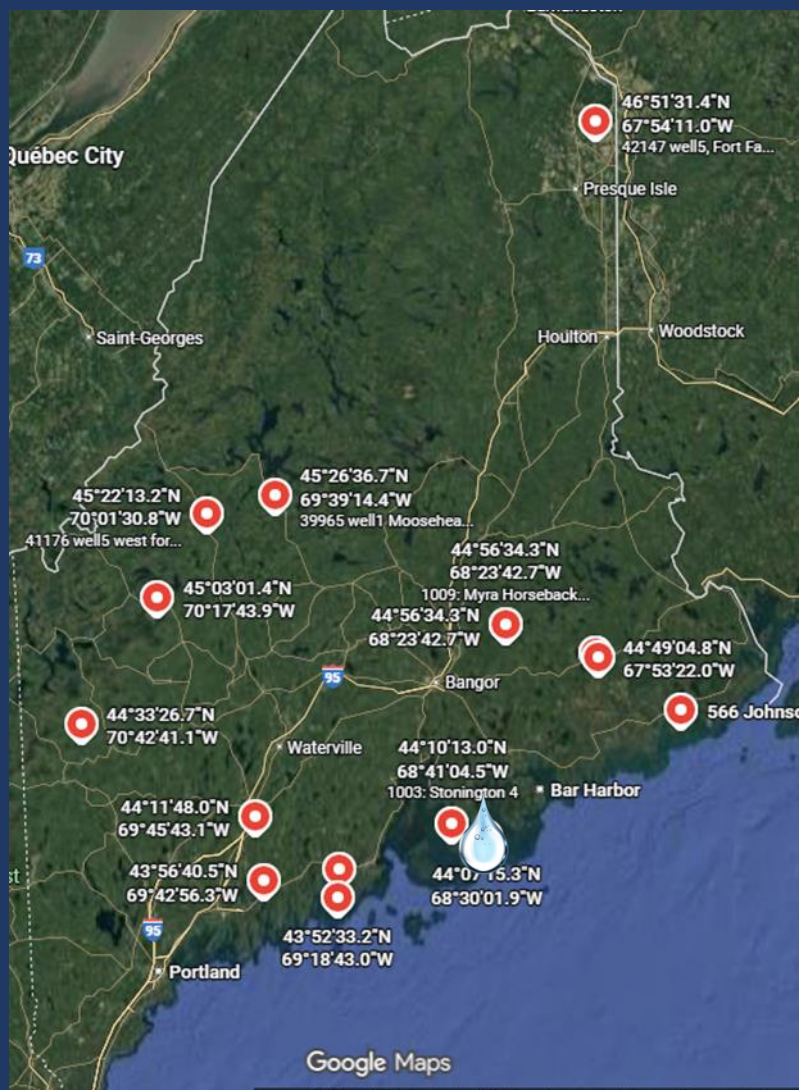 46°51'31.4"N
67°54'11.0"W
42147 well5, Fort Fa...
Québec City
Presque Isle
73
Saint-Georges
Houlton
Woodstock
45°26'36.7"N
69°39'14.4"W
39965 well1 Moosehea...
45°22'13.2"N
70°01'30.8"W
41176 well5 west for...
44°56'34.3"N
68°23'42.7"W
1009: Myra Horseback...
45°03'01.4"N
70°17'43.9"W
44°56'34.3"N
68°23'42.7"W
44°49'04.8"N
67°53'22.0"W
95
Bangor
566 Johnso
44°33'26.7"N
70°42'41.1"W
Waterville
44°10'13.0"N
68°41'04.5"W
1003: Stonington 4
Bar Harbor
44°11'48.0"N
69°45'43.1"W
44°07'15.3"N
68°30'01.9"W
43°56'40.5"N
69°42'56.3"W
43°52'33.2"N
69°18'43.0"W
95
Portland
Google Maps